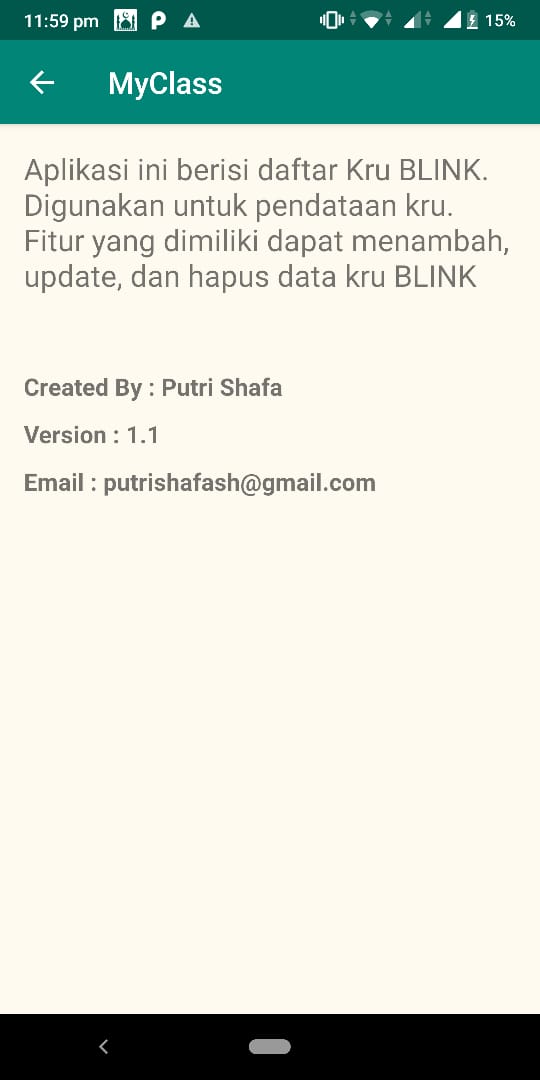 11:59 pm
15%
MyClass
Aplikasi ini berisi daftar Kru BLINK.
Digunakan untuk pendataan kru.
Fitur yang dimiliki dapat menambah,
update, dan hapus data kru BLINK
Created By : Putri Shafa
Version : 1.1
Email : putrishafash@gmail.com